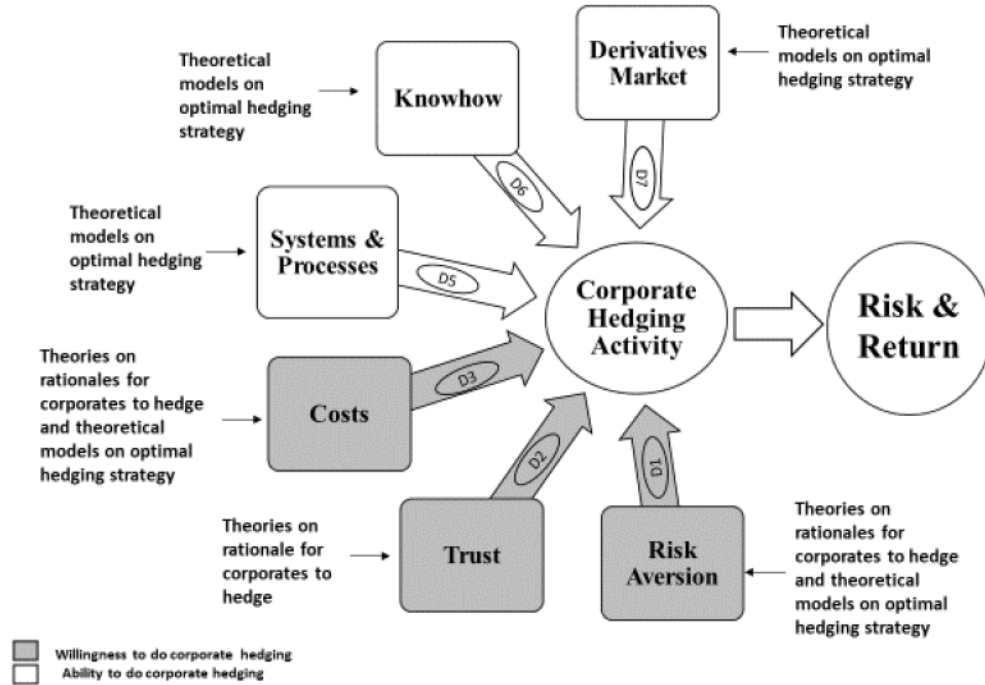 Theoretical
models on
optimal hedging
strategy
Knowhow
D6
Derivatives
Market
D7
Theoretical
models on optimal
hedging strategy
Theoretical
models on
optimal hedging
strategy
Systems &
Processes
D5
Corporate
Hedging
Activity
Risk &
Return
Theories on
rationales for
corporates to hedge
and theoretical
models on optimal
hedging strategy
Costs
D3
Theories on
rationale for
corporates to
hedge
Trust
D2
Risk
Aversion
D1
Theories on
rationales for
corporates to hedge
and theoretical
models on optimal
hedging strategy
Willingness to do corporate hedging
Ability to do corporate hedging